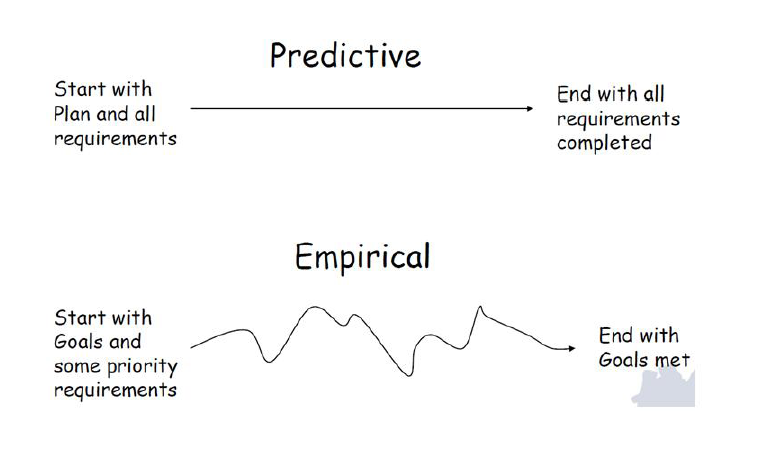 Predictive
Start with
Plan and all
requirements
End with all
requirements
completed
Empirical
Start with
Goals and
some priority
requirements
End with
Goals met